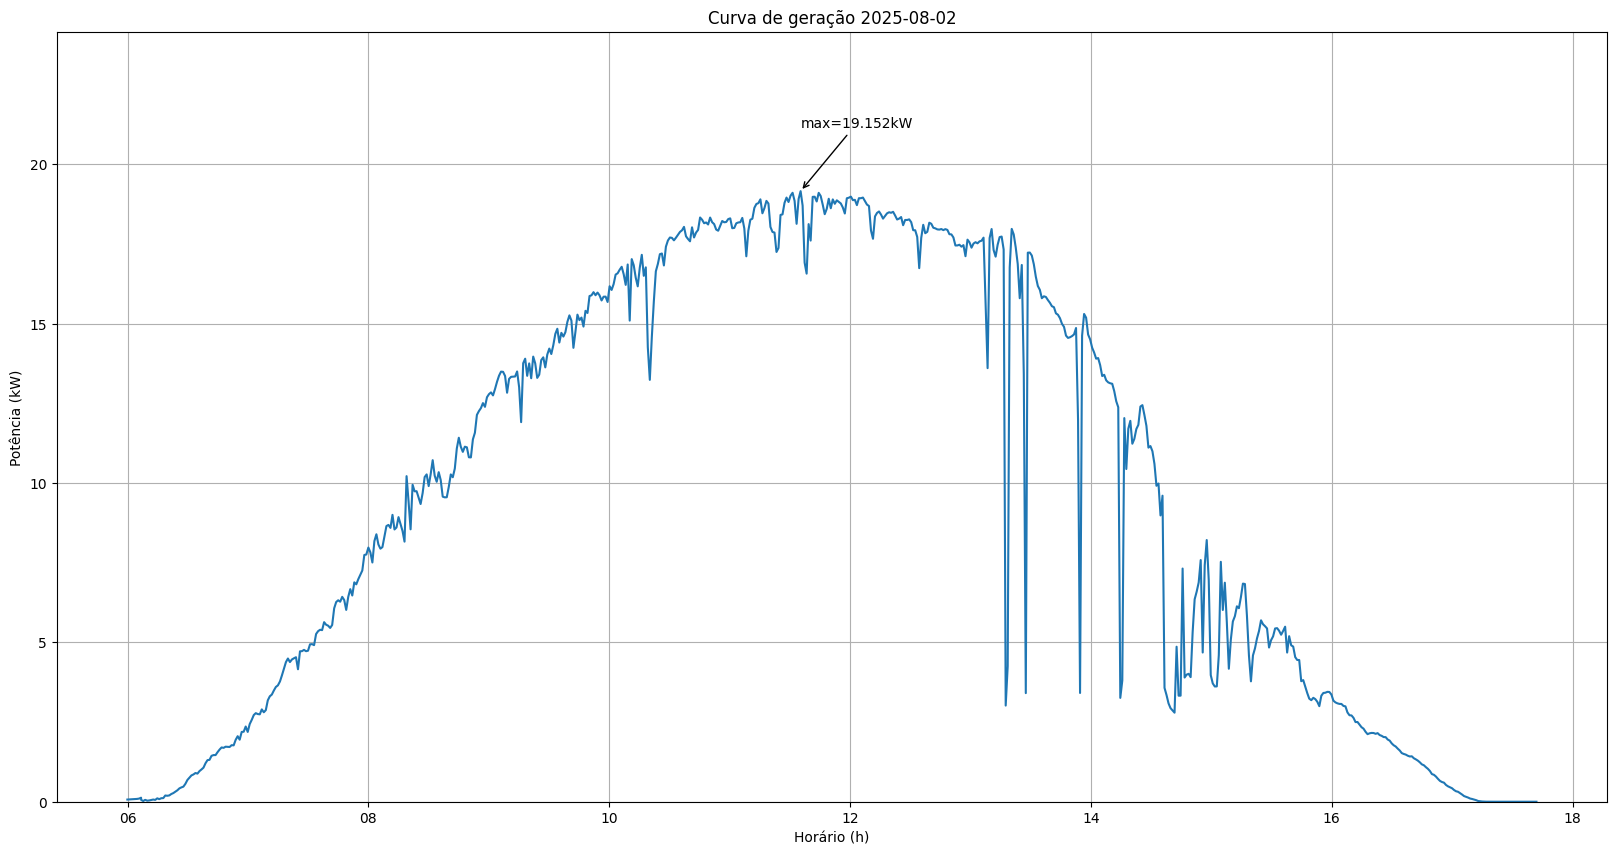 Curva de geração 2025-08-02
max=19.152kW
Potência (kW)
20
15
10
5
0
06 08 10 12 14 16 18
Horário (h)